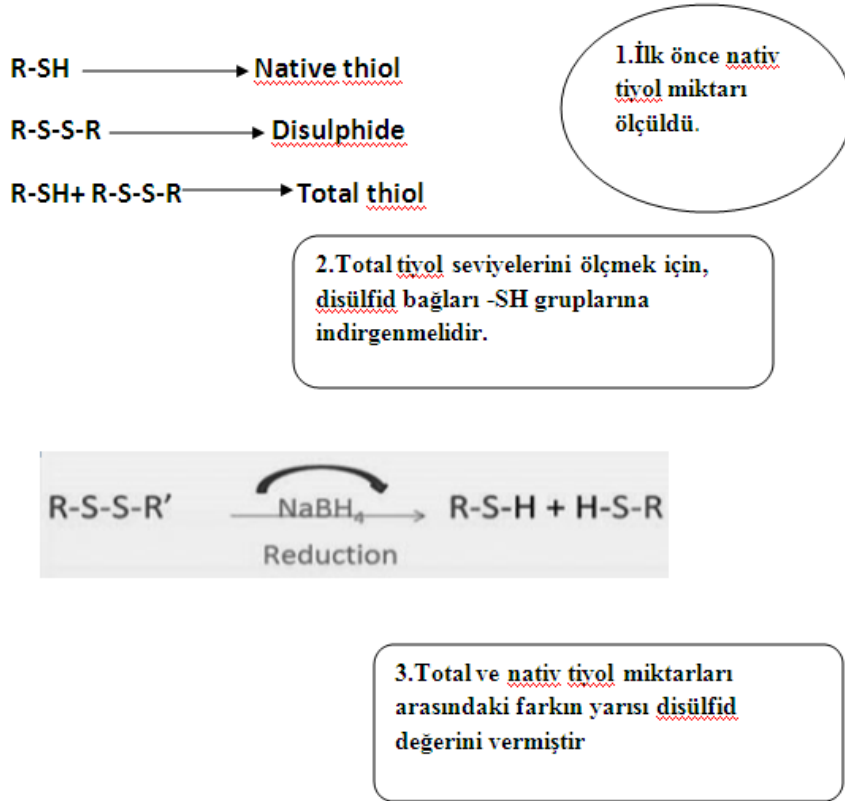 R-SH → Native thiol
1.İlk önce nativ
tiyol miktarı
ölçüldü.
R-S-S-R → Disulphide
R-SH+ R-S-S-R → Total thiol
2.Total tiyol seviyelerini ölçmek için,
disülfid bağları -SH gruplarına
indirgenmelidir.
R-S-S-R′ NaBH₄ → R-S-H + H-S-R
Reduction
3.Total ve nativ tiyol miktarları
arasındaki farkın yarısı disülfid
değerini vermiştir